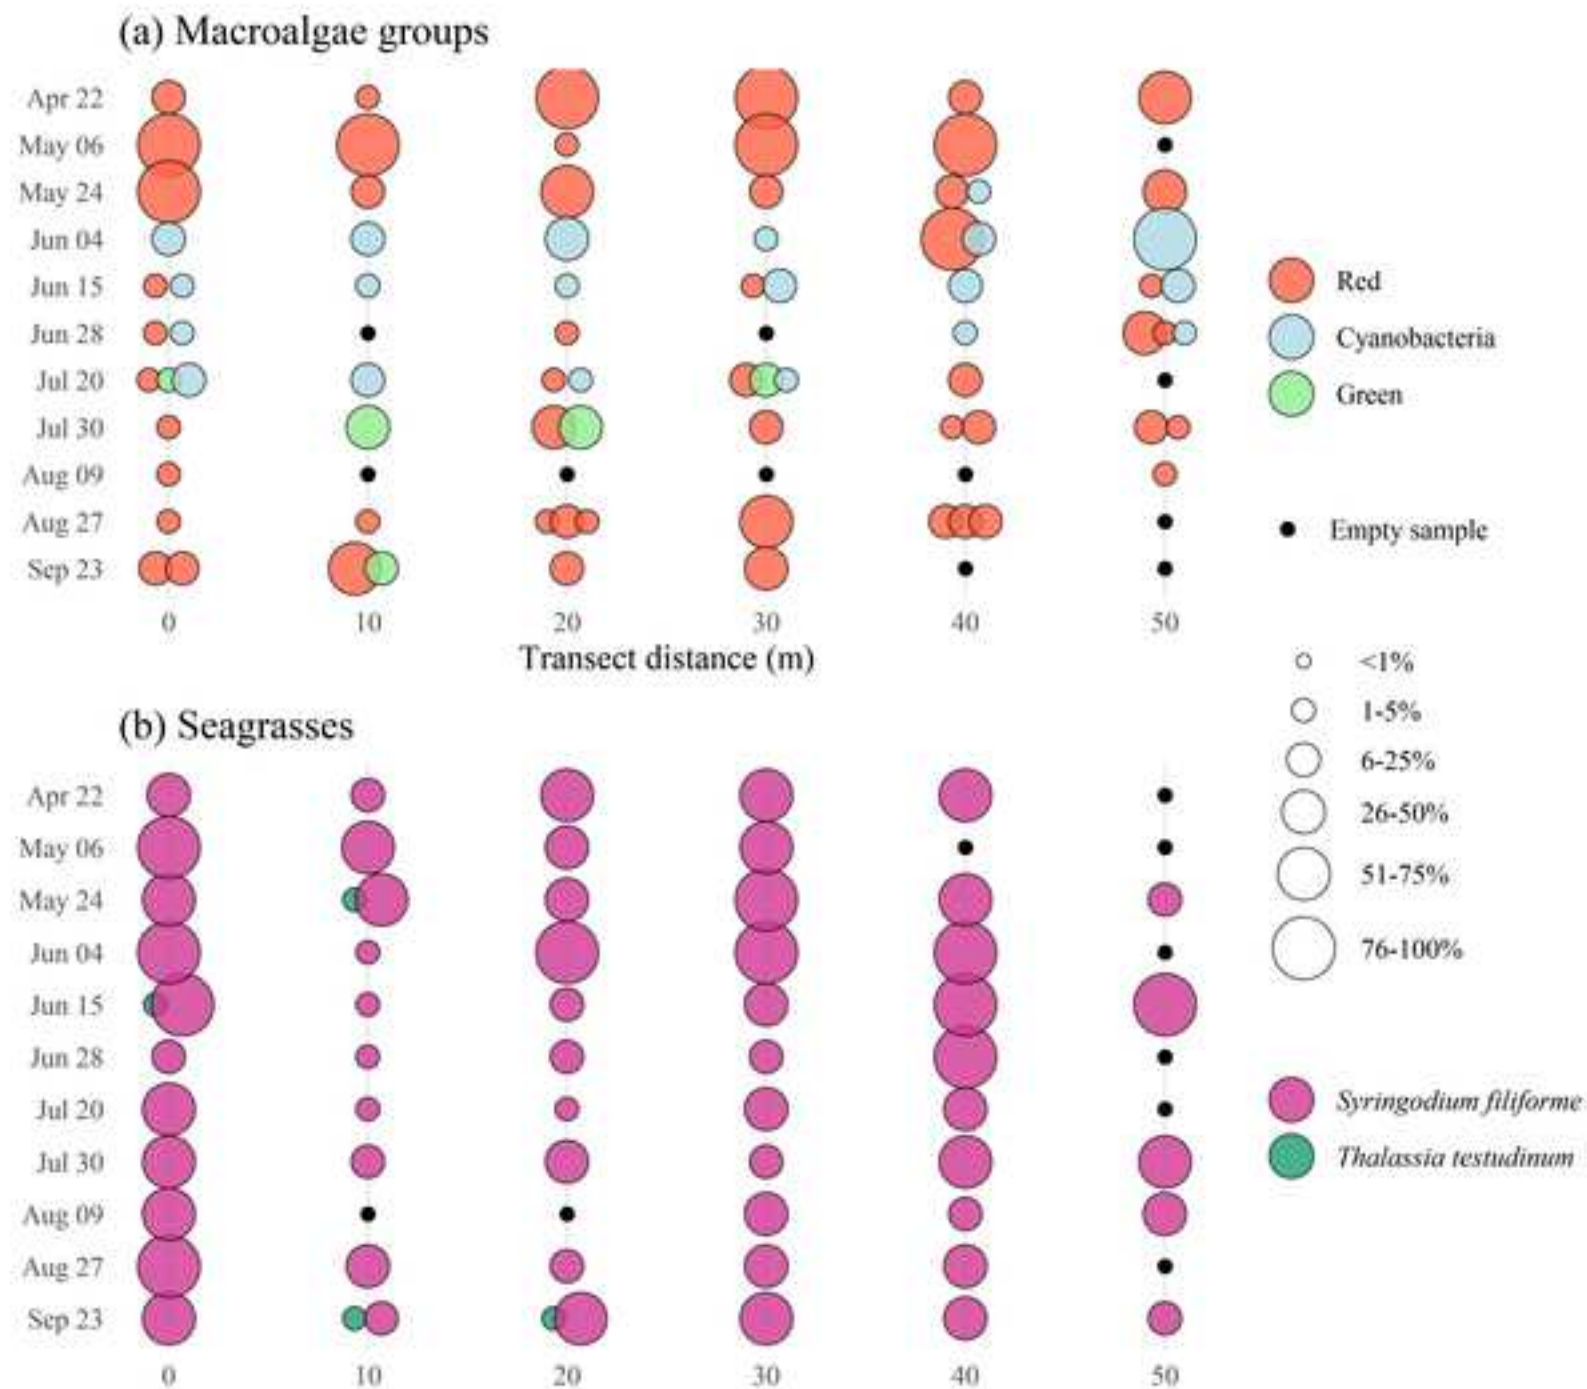 (a) Macroalgae groups
Apr 22
May 06
May 24
Jun 04
Jun 15
Jun 28
Jul 20
Jul 30
Aug 09
Aug 27
Sep 23
0 10 20 30 40 50
Transect distance (m)
Red
Cyanobacteria
Green
Empty sample
<1%
1-5%
6-25%
26-50%
51-75%
76-100%
(b) Seagrasses
Apr 22
May 06
May 24
Jun 04
Jun 15
Jun 28
Jul 20
Jul 30
Aug 09
Aug 27
Sep 23
0 10 20 30 40 50
Syringodium filiforme
Thalassia testudinum